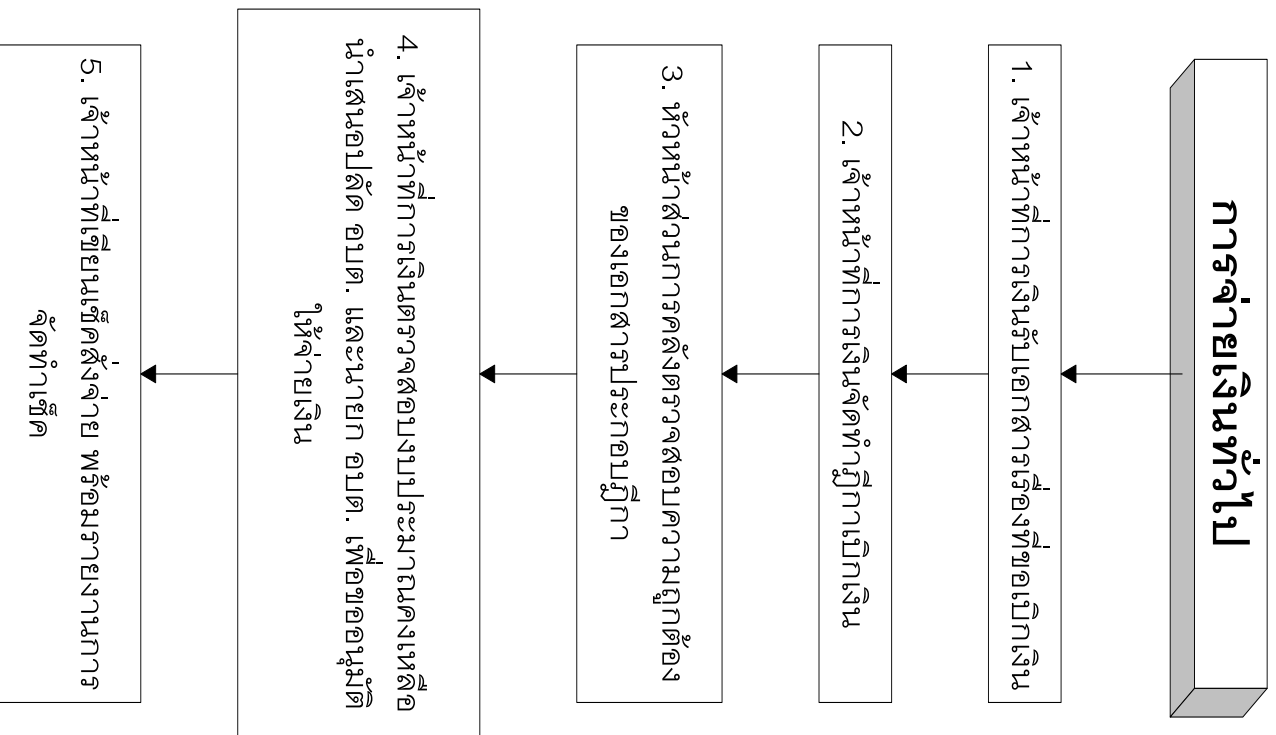 การจ่ายเงินทั่วไป
1. เจ้าหน้าที่การเงินรับเอกสารเรื่องที่ขอเบิกเงิน
2. เจ้าหน้าที่การเงินจัดทำฎีกาเบิกเงิน
3. หัวหน้าส่วนการคลังตรวจสอบความถูกต้อง
ของเอกสารประกอบฎีกา
4. เจ้าหน้าที่การเงินตรวจสอบงบประมาณคงเหลือ
นำเสนอปลัด อบต. และนายก อบต. เพื่อขออนุมัติ
ให้จ่ายเงิน
5. เจ้าหน้าที่เขียนเช็คสั่งจ่าย พร้อมรายงานการ
จัดทำเช็ค